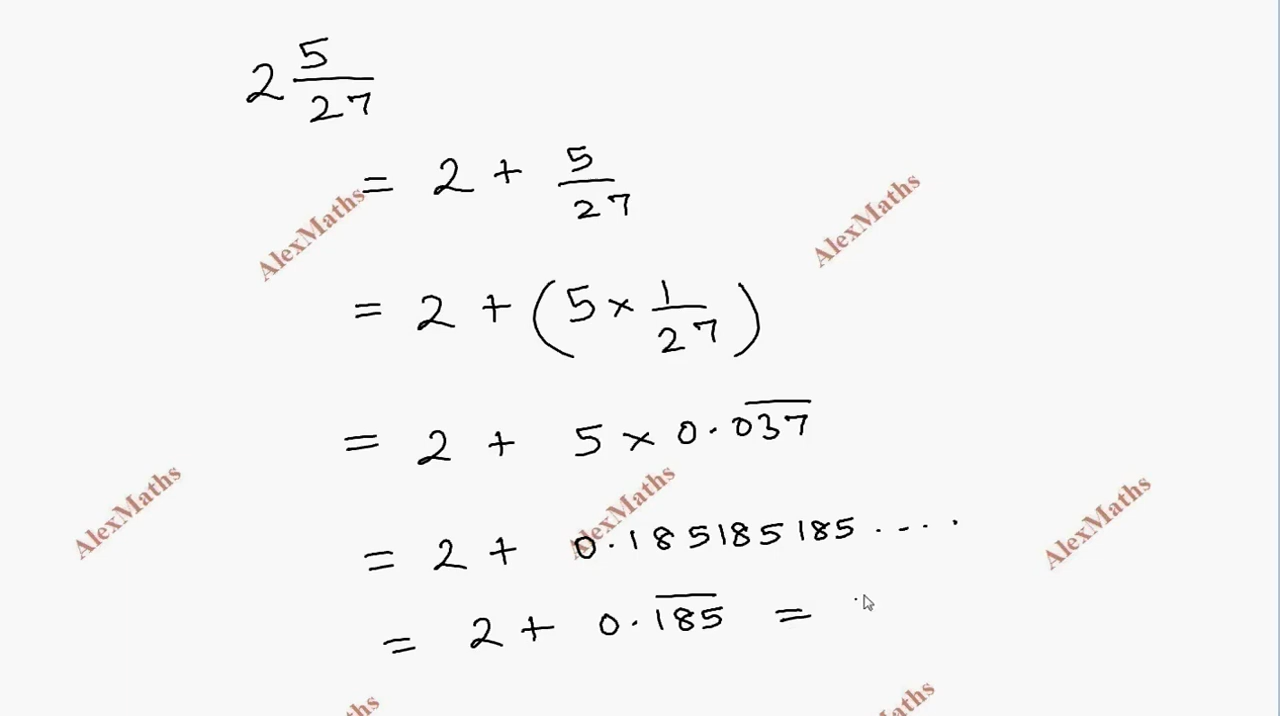 2 5/27
= 2 + 5/27
AlexMaths AlexMaths
= 2 + (5 × 1/27)
= 2 + 5 × 0.0̅3̅7̅
AlexMaths AlexMaths AlexMaths
= 2 + 0.185185185....
= 2 + 0.1̅8̅5̅ =